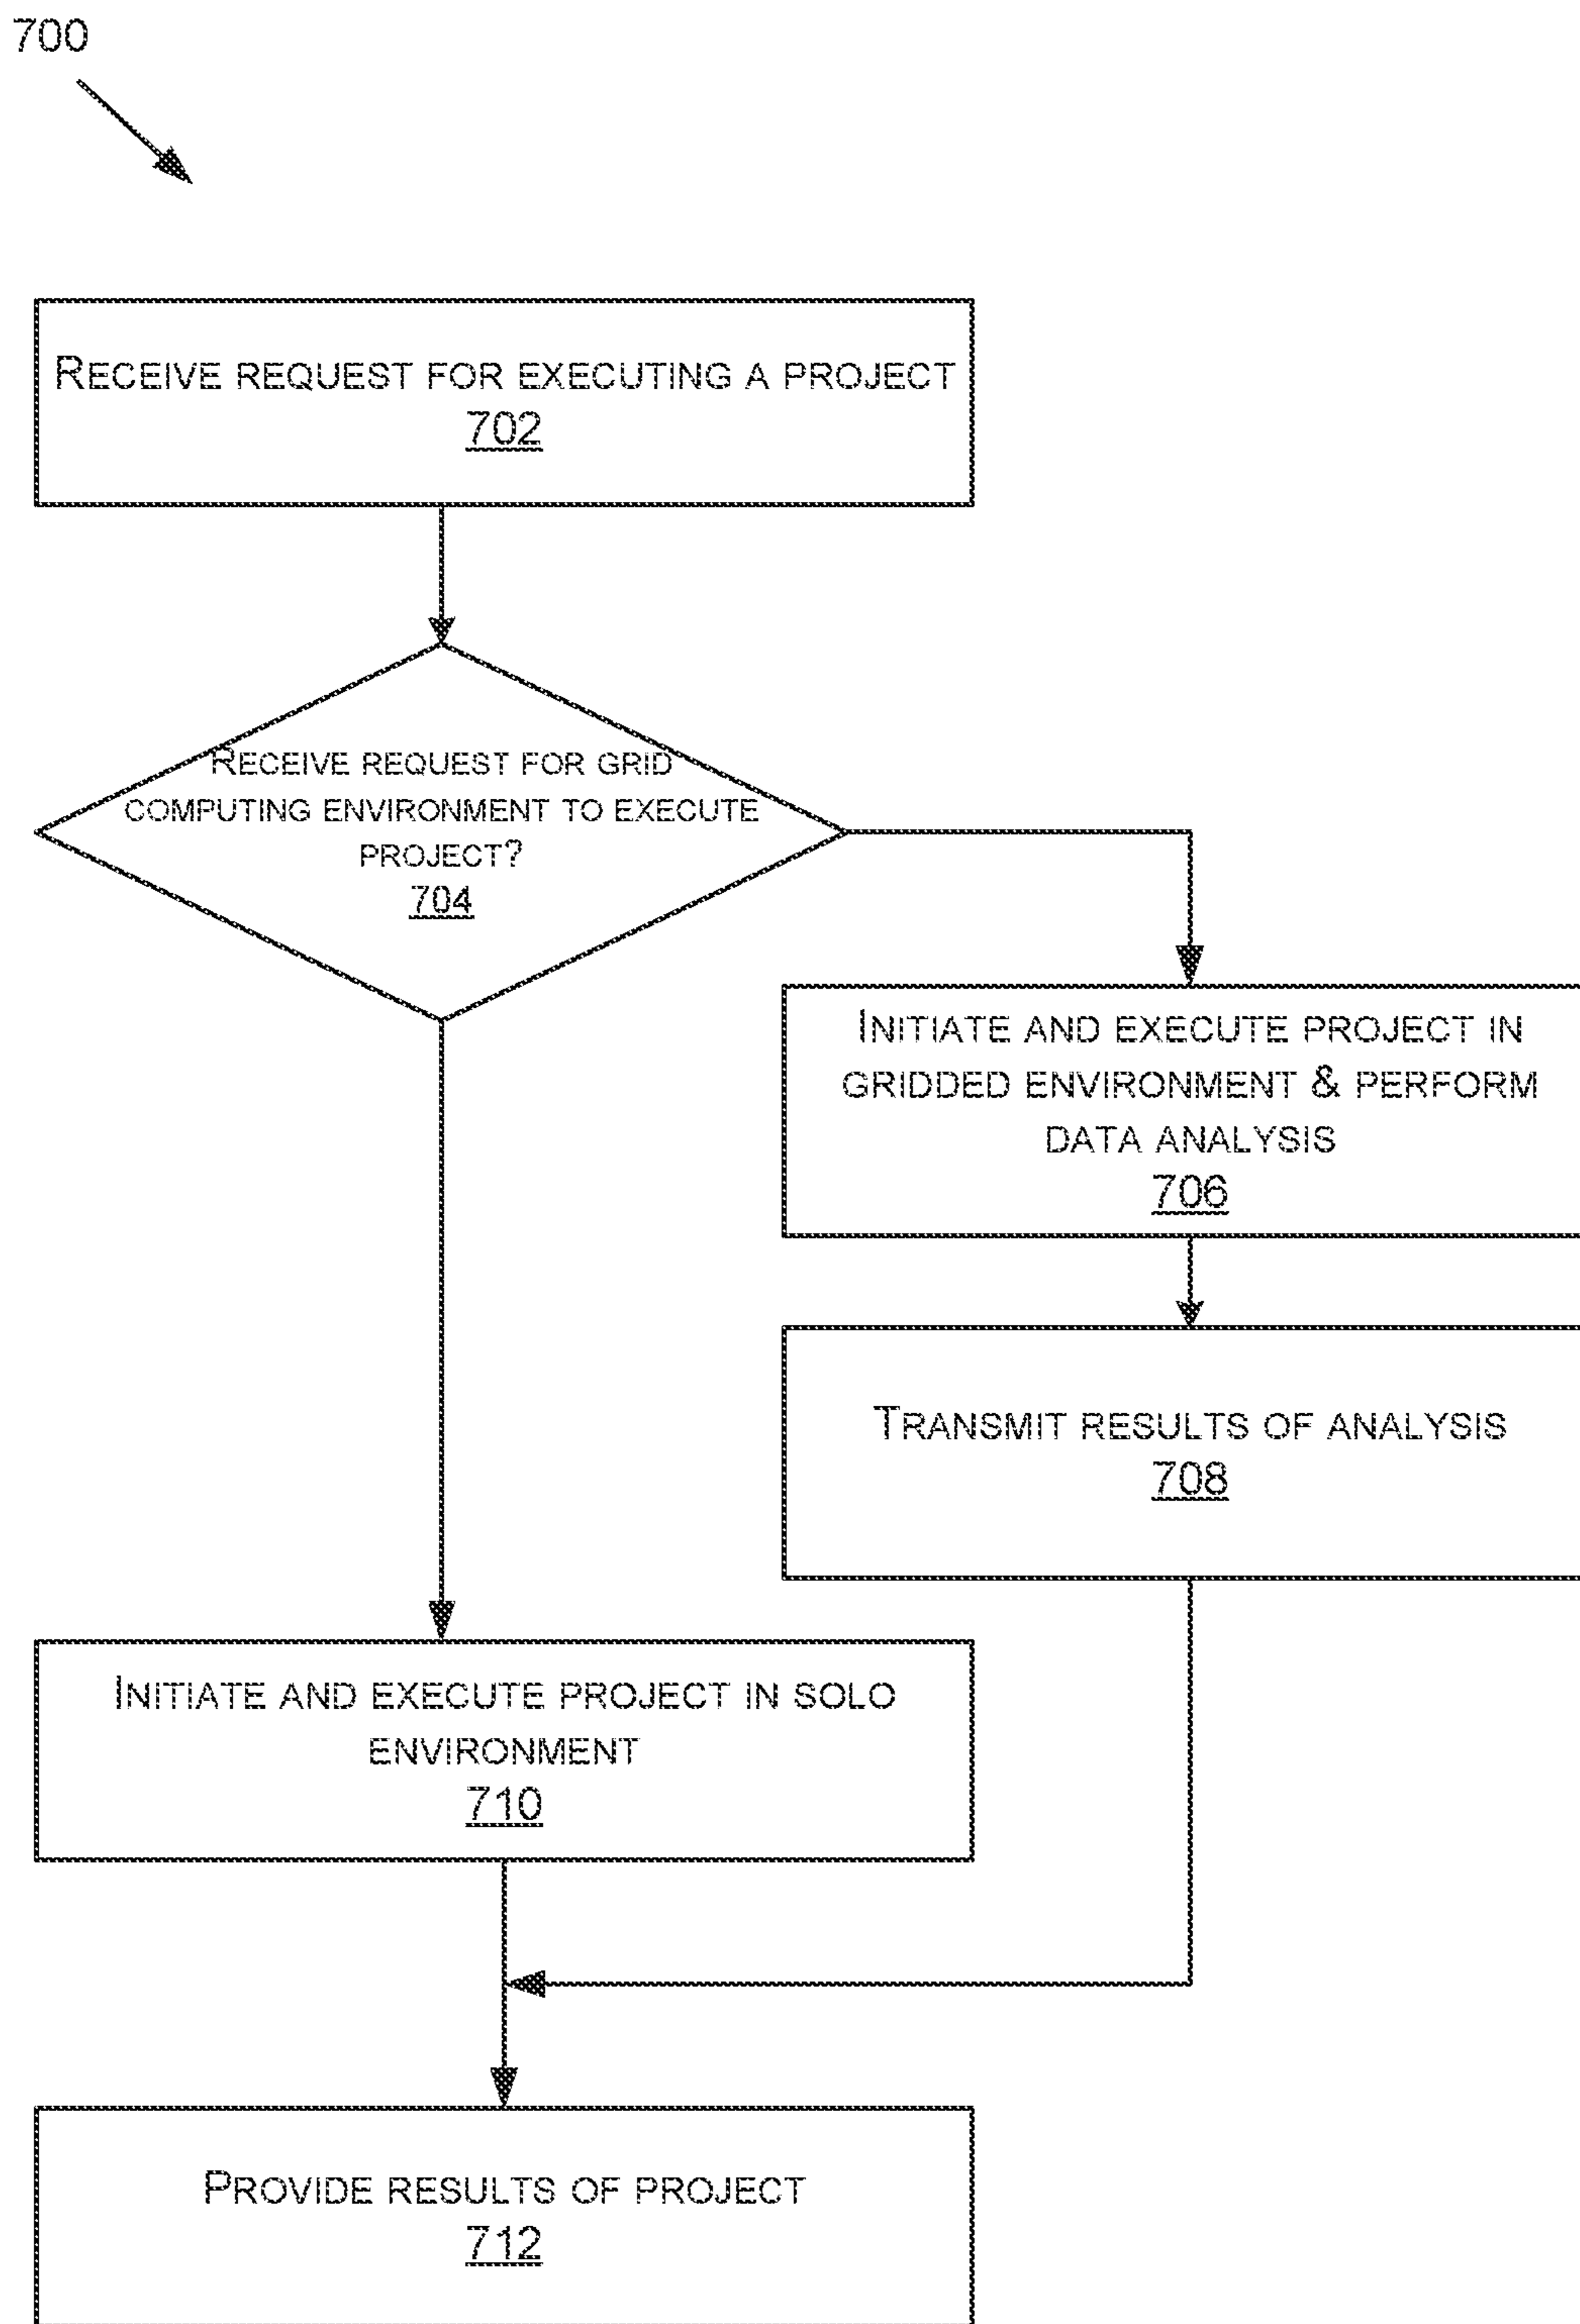 700
RECEIVE REQUEST FOR EXECUTING A PROJECT
702
RECEIVE REQUEST FOR GRID
COMPUTING ENVIRONMENT TO EXECUTE
PROJECT?
704
INITIATE AND EXECUTE PROJECT IN
GRIDDED ENVIRONMENT & PERFORM
DATA ANALYSIS
706
TRANSMIT RESULTS OF ANALYSIS
708
INITIATE AND EXECUTE PROJECT IN SOLO
ENVIRONMENT
710
PROVIDE RESULTS OF PROJECT
712